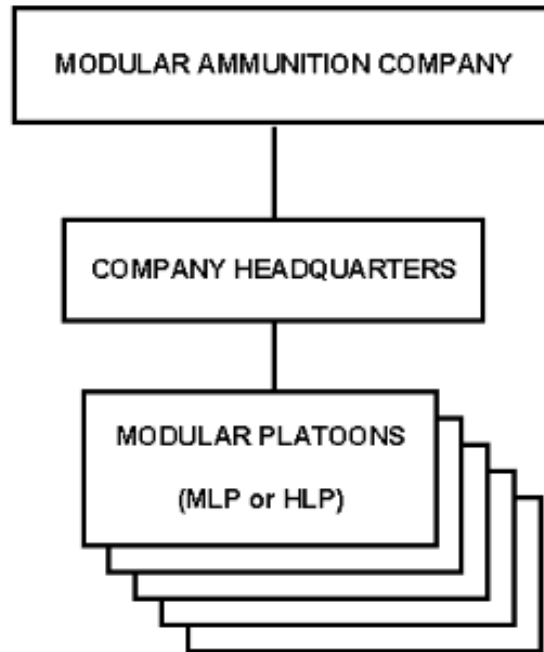 MODULAR AMMUNITION COMPANY
COMPANY HEADQUARTERS
MODULAR PLATOONS
(MLP or HLP)